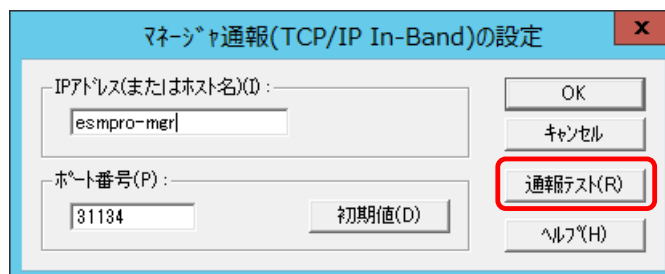 ﾏﾈｰｼﾞｬ通報(TCP/IP In-Band)の設定
x
IPｱﾄﾞﾚｽ(またはﾎｽﾄ名)(I) :
esmpro-mgr
OK
ｷｬﾝｾﾙ
ﾎﾟｰﾄ番号(P) :
31134
初期値(D)
通報ﾃｽﾄ(R)
ﾍﾙﾌﾟ(H)